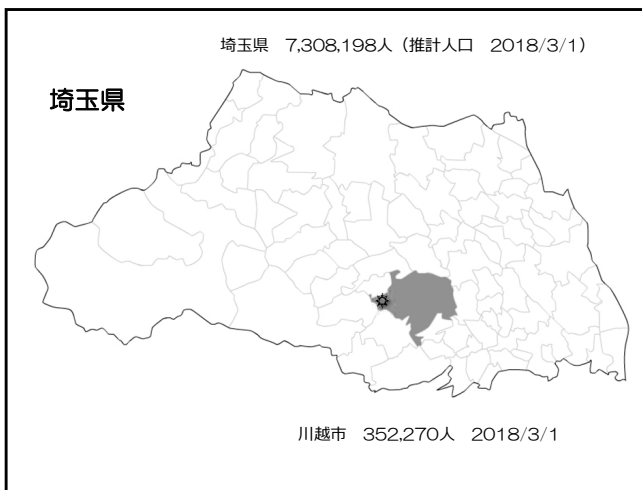 埼玉県　7,308,198人（推計人口　2018/3/1）
埼玉県
川越市　352,270人　2018/3/1